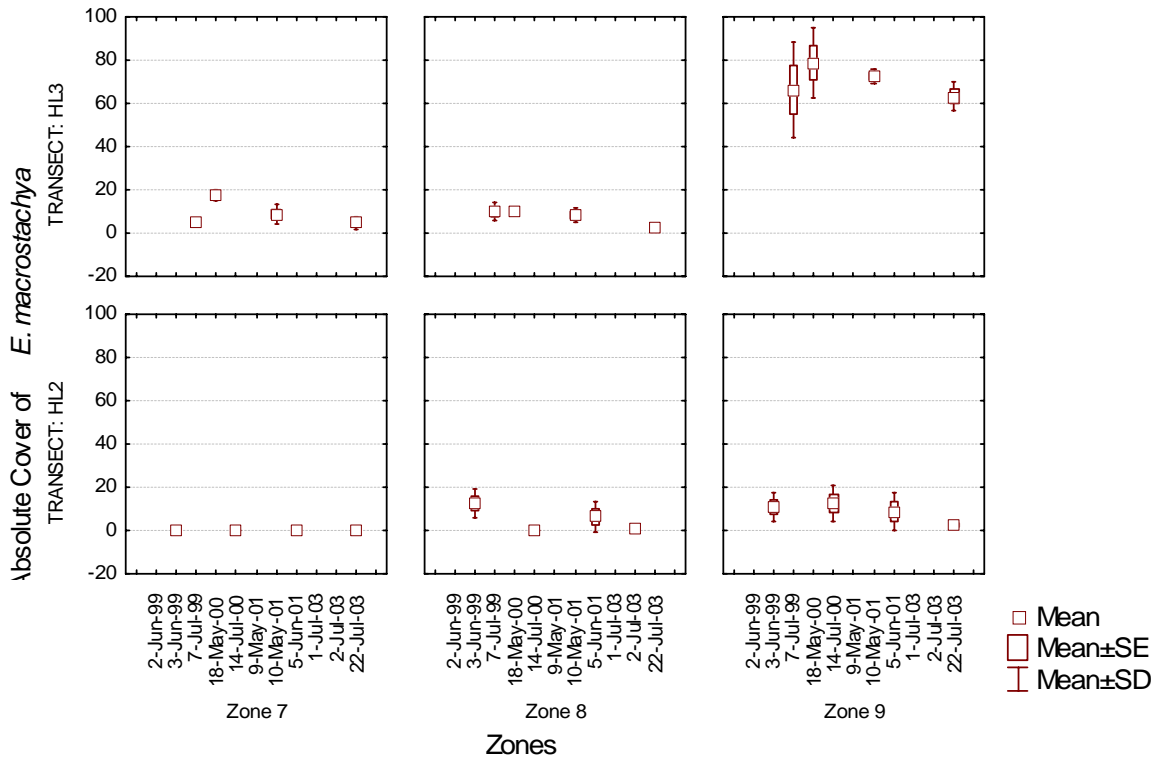 Absolute Cover of E. macrostachya
TRANSECT: HL3
100
80
60
40
20
0
-20
TRANSECT: HL2
100
80
60
40
20
0
-20
2-Jun-99
3-Jun-99
7-Jul-99
18-May-00
14-Jul-00
9-May-01
10-May-01
5-Jun-01
1-Jul-03
2-Jul-03
22-Jul-03
Zone 7
2-Jun-99
3-Jun-99
7-Jul-99
18-May-00
14-Jul-00
9-May-01
10-May-01
5-Jun-01
1-Jul-03
2-Jul-03
22-Jul-03
Zone 8
2-Jun-99
3-Jun-99
7-Jul-99
18-May-00
14-Jul-00
9-May-01
10-May-01
5-Jun-01
1-Jul-03
2-Jul-03
22-Jul-03
Zone 9
Zones
Mean
Mean±SE
Mean±SD